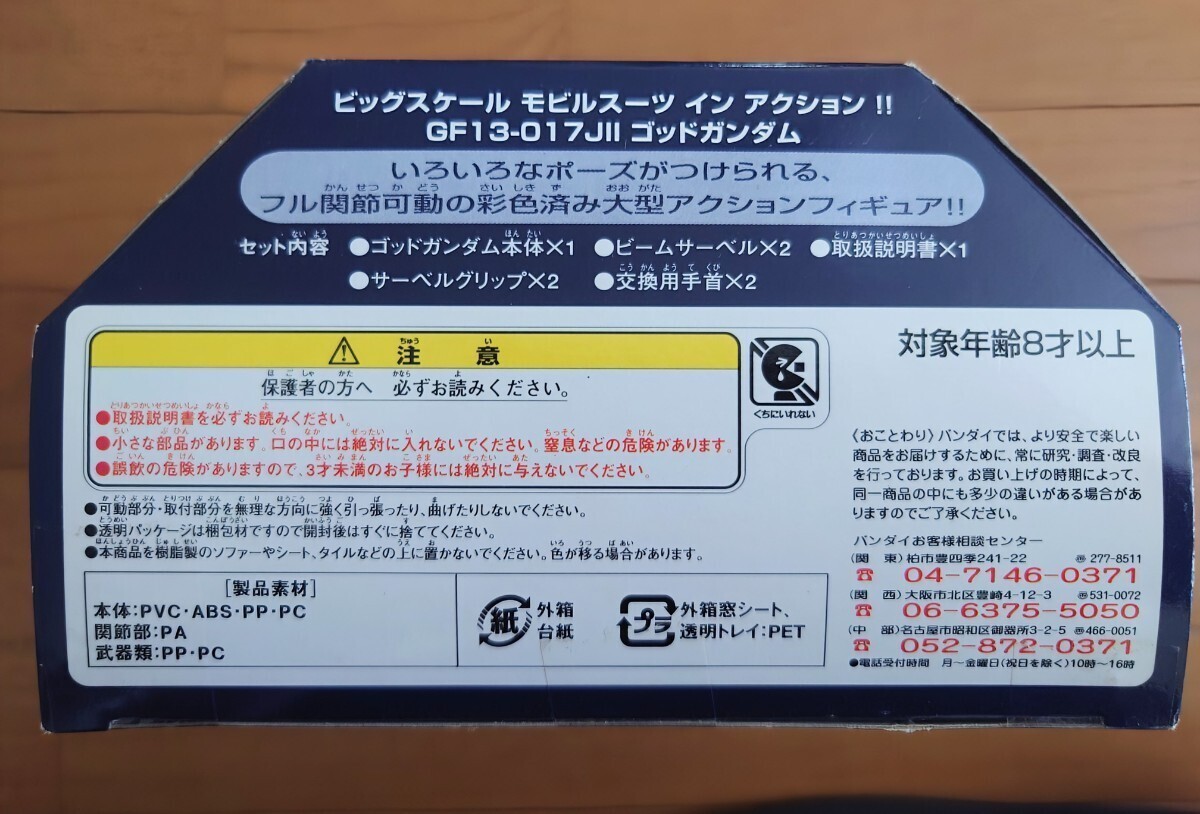 ビッグスケール モビルスーツ イン アクション !!
GF13-017JII ゴッドガンダム
いろいろなポーズがつけられる、
フル関節可動の彩色済み大型アクションフィギュア!!
セット内容 ●ゴッドガンダム本体×1 ●ビームサーベル×2 ●取扱説明書×1
●サーベルグリップ×2 ●交換用手首×2
⚠ 注意
保護者の方へ 必ずお読みください。
●取扱説明書を必ずお読みください。
●小さな部品があります。口の中には絶対に入れないでください。窒息などの危険があります。
●誤飲の危険がありますので、3才未満のお子様には絶対に与えないでください。
くちにいれない
●可動部分・取付部分を無理な方向に強く引っ張ったり、曲げたりしないでください。
●透明パッケージは梱包材ですので開封後はすぐに捨ててください。
●本商品を樹脂製のソファーやシート、タイルなどの上に置かないでください。色が移る場合があります。
[製品素材]
本体:PVC・ABS・PP・PC
関節部:PA
武器類:PP・PC
紙 外箱
台紙
プラ 外箱窓シート、
透明トレイ:PET
対象年齢8才以上
〈おことわり〉バンダイでは、より安全で楽しい
商品をお届けするために、常に研究・調査・改良
を行っております。お買い上げの時期によって、
同一商品の中にも多少の違いがある場合があ
りますのでご了承ください。
バンダイお客様相談センター
(関 東)柏市豊四季241-22 〒277-8511
☎ 04-7146-0371
(関 西)大阪市北区豊崎4-12-3 〒531-0072
☎ 06-6375-5050
(中 部)名古屋市昭和区御器所3-2-5 〒466-0051
☎ 052-872-0371
●電話受付時間 月〜金曜日(祝日を除く)10時〜16時